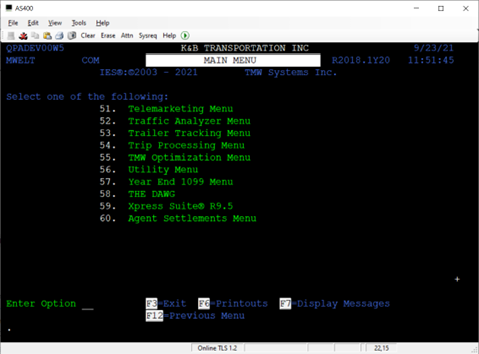 AS400
File Edit View Tools Help
Clear Erase Attn Sysreq Help
QPADEV00W5 K&B TRANSPORTATION INC 9/23/21
MWELT COM MAIN MENU R2018.1Y20 11:51:45
IES®:©2003 - 2021 TMW Systems Inc.
Select one of the following:
51. Telemarketing Menu
52. Traffic Analyzer Menu
53. Trailer Tracking Menu
54. Trip Processing Menu
55. TMW Optimization Menu
56. Utility Menu
57. Year End 1099 Menu
58. THE DAWG
59. Xpress Suite® R9.5
60. Agent Settlements Menu
+
Enter Option __ F3=Exit F6=Printouts F7=Display Messages
F12=Previous Menu
.
Online TLS 1.2 22,15